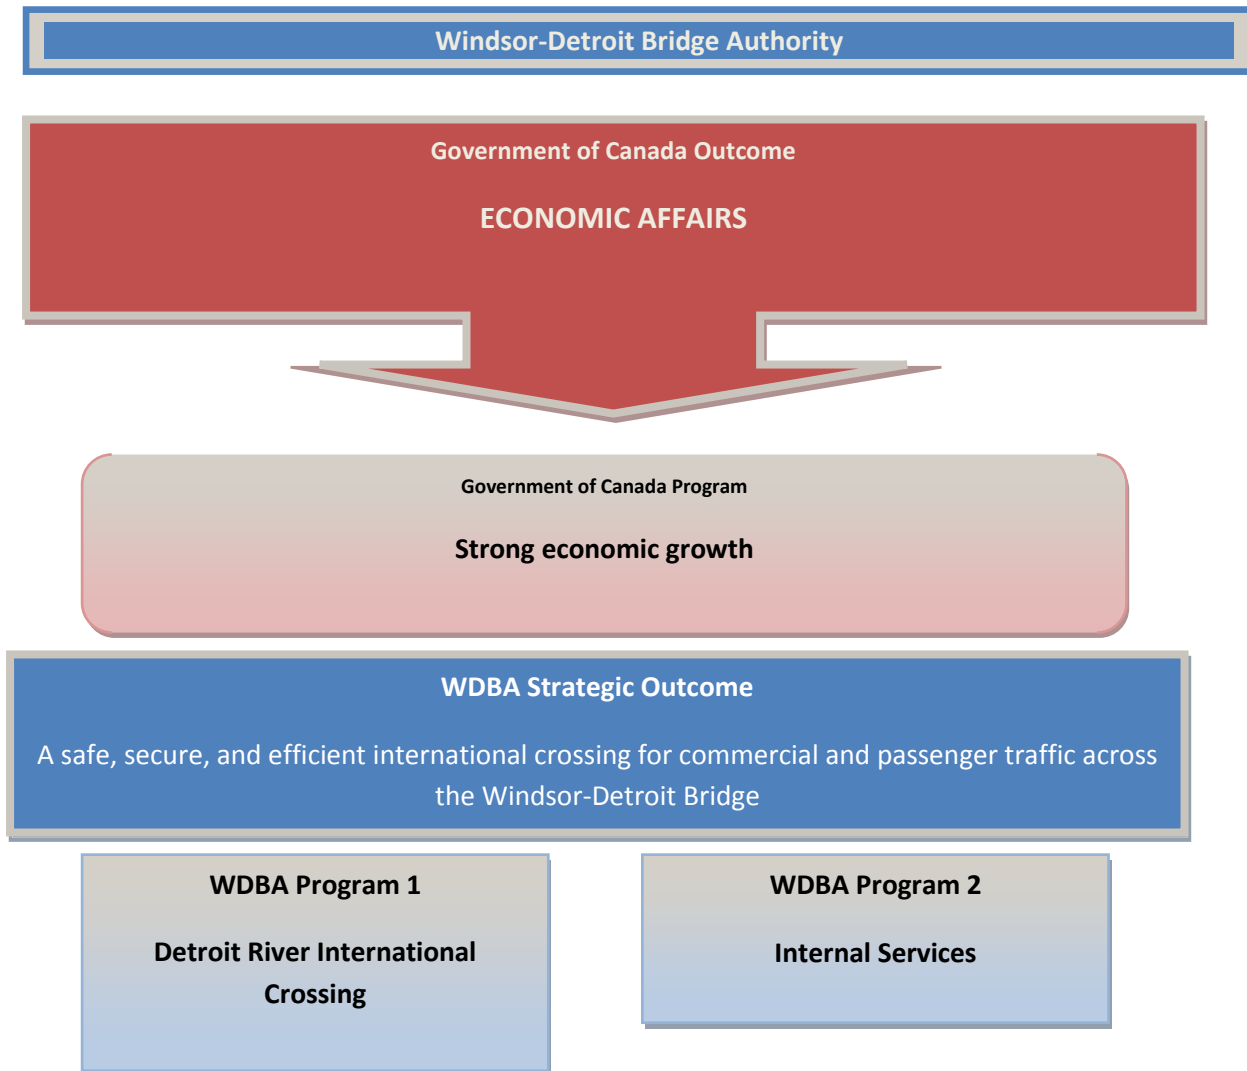 Windsor-Detroit Bridge Authority
Government of Canada Outcome
ECONOMIC AFFAIRS
Government of Canada Program
Strong economic growth
WDBA Strategic Outcome
A safe, secure, and efficient international crossing for commercial and passenger traffic across
the Windsor-Detroit Bridge
WDBA Program 1
Detroit River International
Crossing
WDBA Program 2
Internal Services